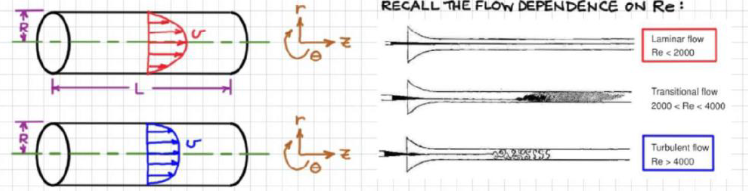 RECALL THE FLOW DEPENDENCE ON Re:
R
v
r
θ
z
L
Laminar flow
Re < 2000
Transitional flow
2000 < Re < 4000
R
v
r
θ
z
Turbulent flow
Re > 4000